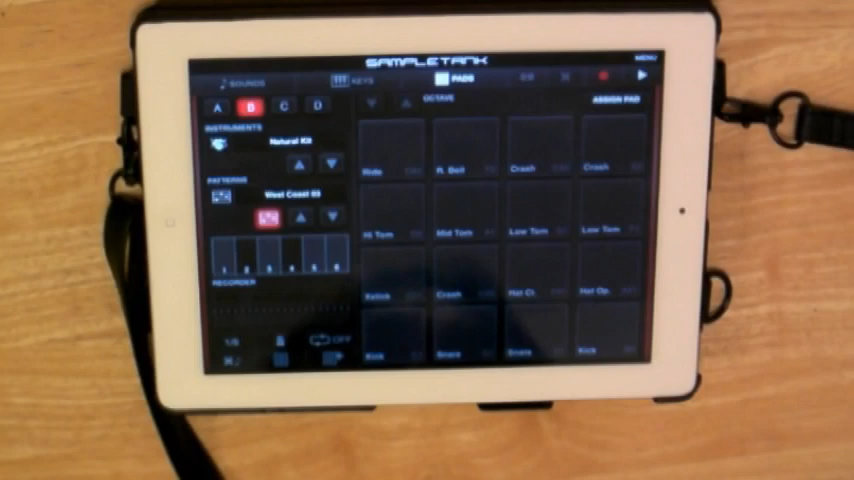 SAMPLETANK
MENU
SOUNDS
KEYS
PADS
A B C D
OCTAVE
ASSIGN PAD
INSTRUMENTS
Natural Kit
PATTERNS
West Coast 03
1 2 3 4 5 6
RECORDER
OFF
Ride
R. Bell
Crash
Crash
Hi Tom
Mid Tom
Low Tom
Low Tom
Crash
Hat Cl.
Hat Op.
Kick
Snare
Snare
Kick